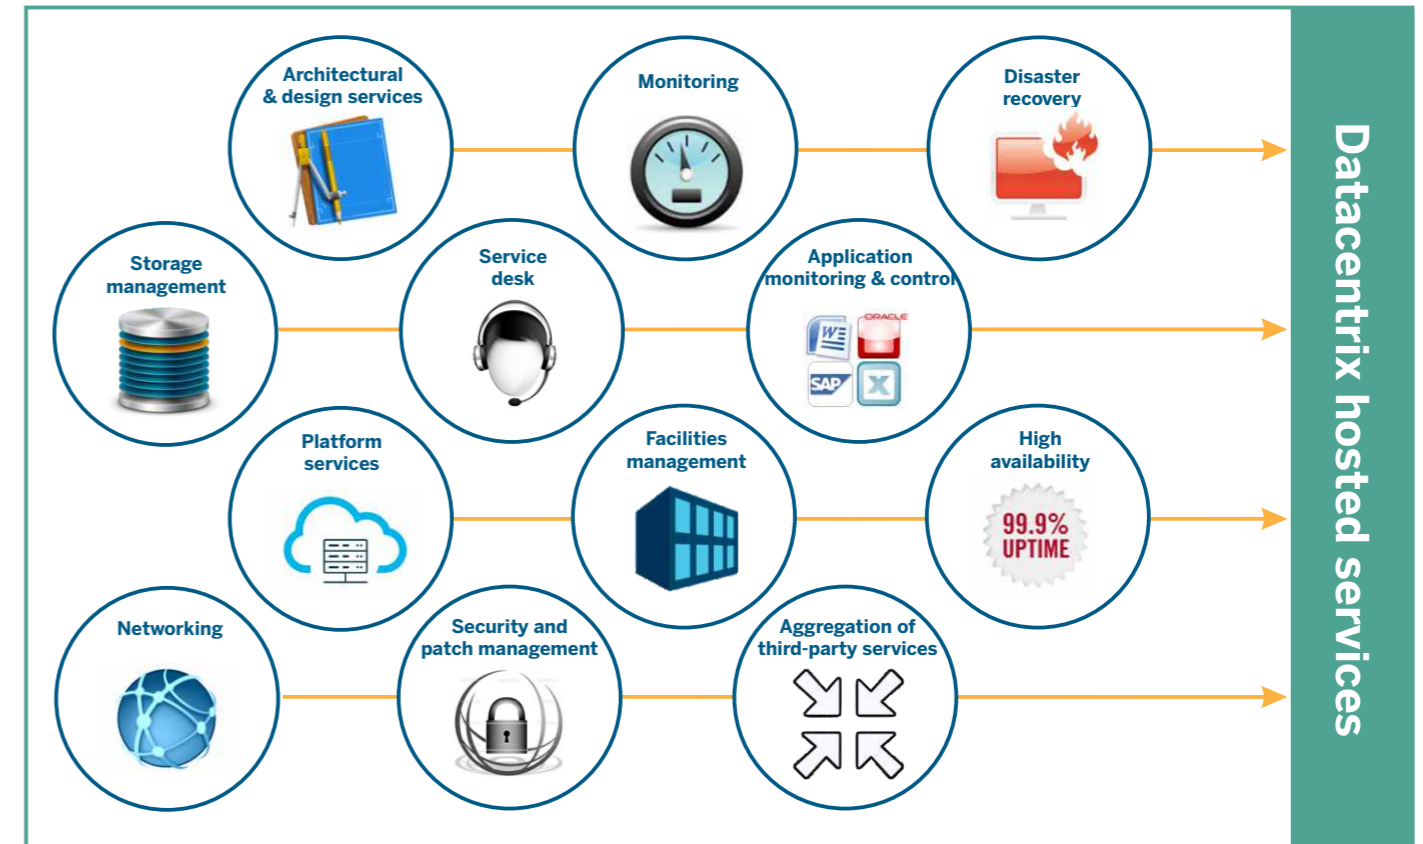 Architectural
& design services
Monitoring
Disaster
recovery
Storage
management
Service
desk
Application
monitoring & control
W
ORACLE
SAP
X
Platform
services
Facilities
management
High
availability
99.9%
UPTIME
Networking
Security and
patch management
Aggregation of
third-party services
Datacentrix hosted services